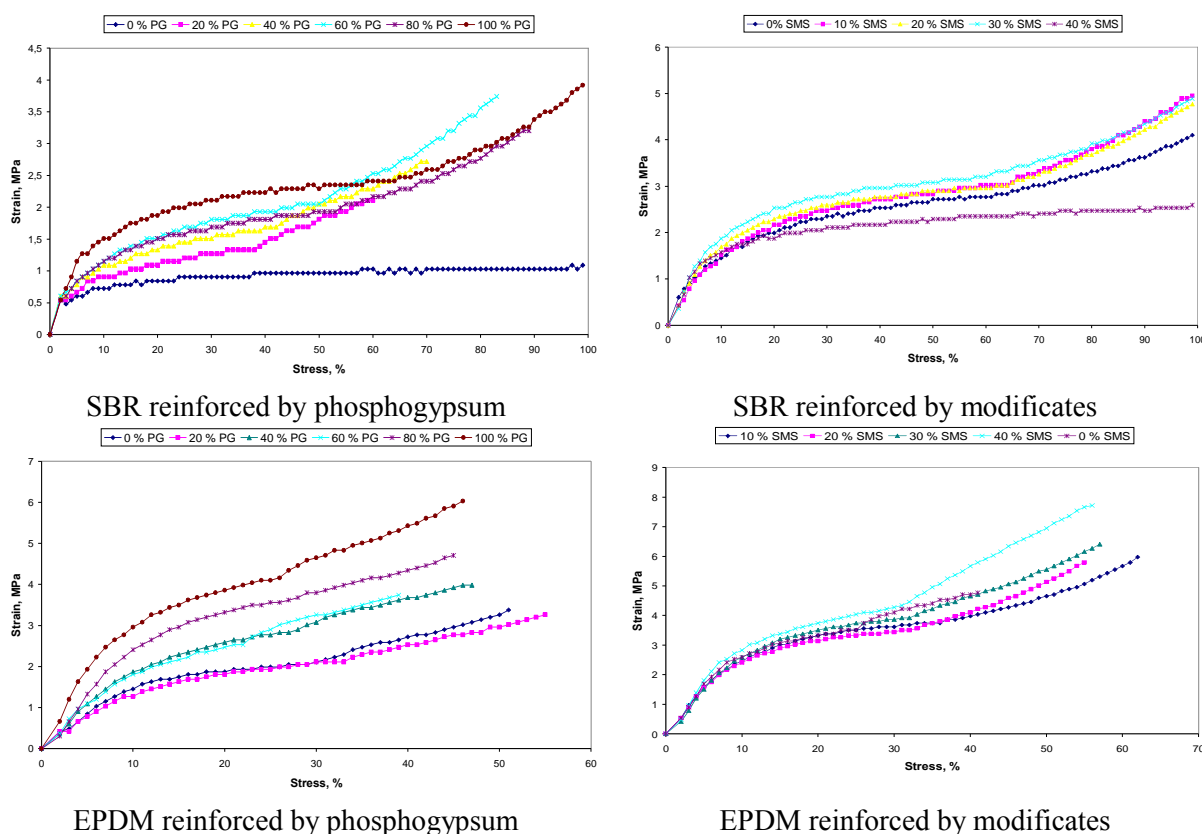 0 % PG 20 % PG 40 % PG 60 % PG 80 % PG 100 % PG
4,5
4
3,5
3
2,5
2
1,5
1
0,5
0
Strain, MPa
0 10 20 30 40 50 60 70 80 90 100
Stress, %
SBR reinforced by phosphogypsum
0% SMS 10 % SMS 20 % SMS 30 % SMS 40 % SMS
6
5
4
3
2
1
0
Strain, MPa
0 10 20 30 40 50 60 70 80 90 100
Stress, %
SBR reinforced by modificates
0 % PG 20 % PG 40 % PG 60 % PG 80 % PG 100 % PG
7
6
5
4
3
2
1
0
Strain, MPa
0 10 20 30 40 50 60
Stress, %
EPDM reinforced by phosphogypsum
10 % SMS 20 % SMS 30 % SMS 40 % SMS 0 % SMS
9
8
7
6
5
4
3
2
1
0
Strain, MPa
0 10 20 30 40 50 60 70
Stress, %
EPDM reinforced by modificates